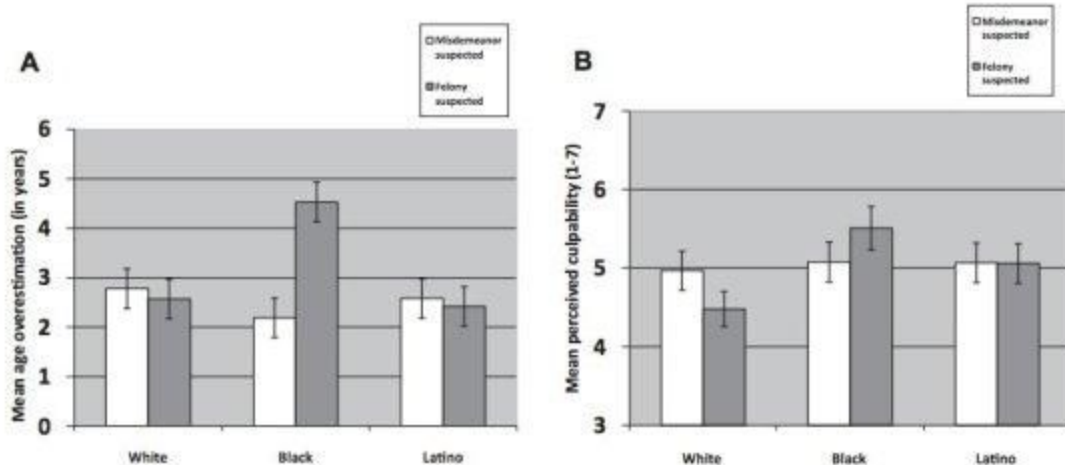 A
Misdemeanor
suspected
Felony
suspected
Mean age overestimation (in years)
6
5
4
3
2
1
0
White
Black
Latino
B
Misdemeanor
suspected
Felony
suspected
Mean perceived culpability (1-7)
7
6
5
4
3
White
Black
Latino